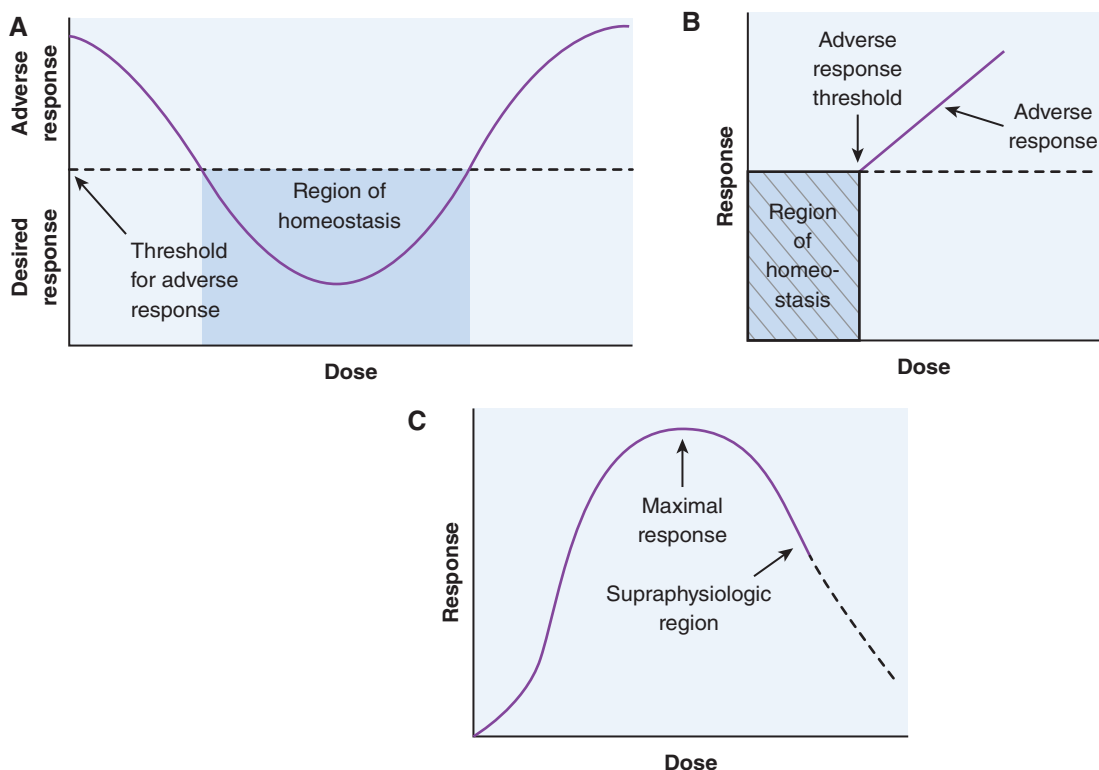 A
Adverse
response
Desired
response
Region of
homeostasis
Threshold
for adverse
response
Dose
B
Response
Adverse
response
threshold
Adverse
response
Region
of
homeo-
stasis
Dose
C
Response
Maximal
response
Supraphysiologic
region
Dose